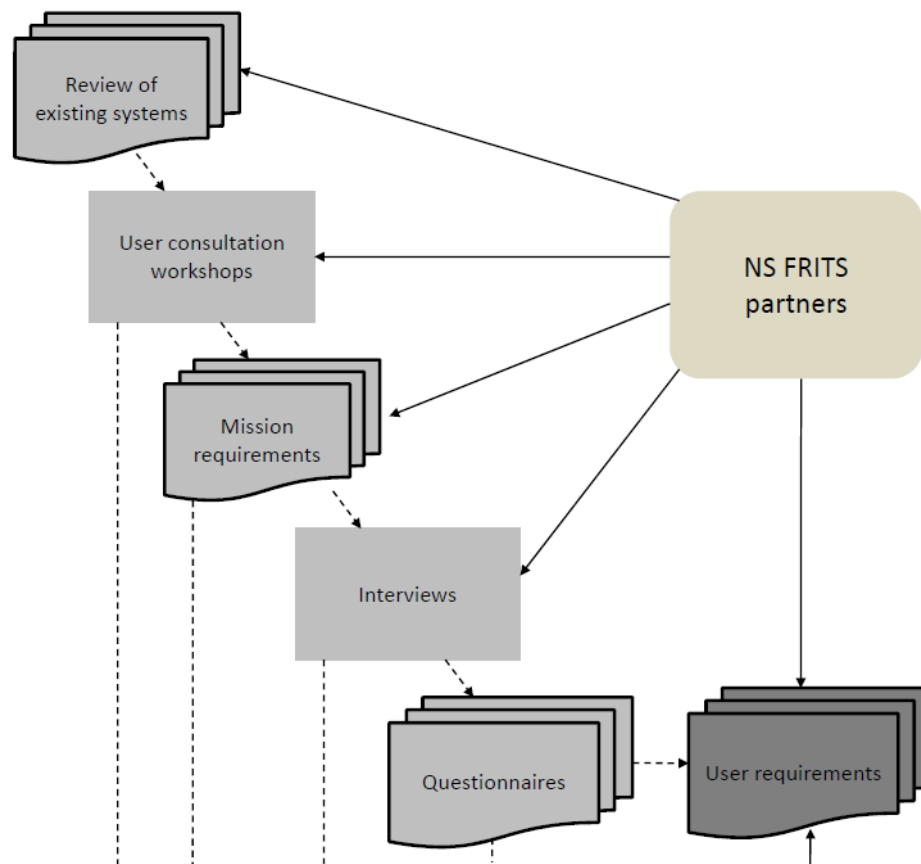 Review of
existing systems
User consultation
workshops
NS FRITS
partners
Mission
requirements
Interviews
Questionnaires
User requirements